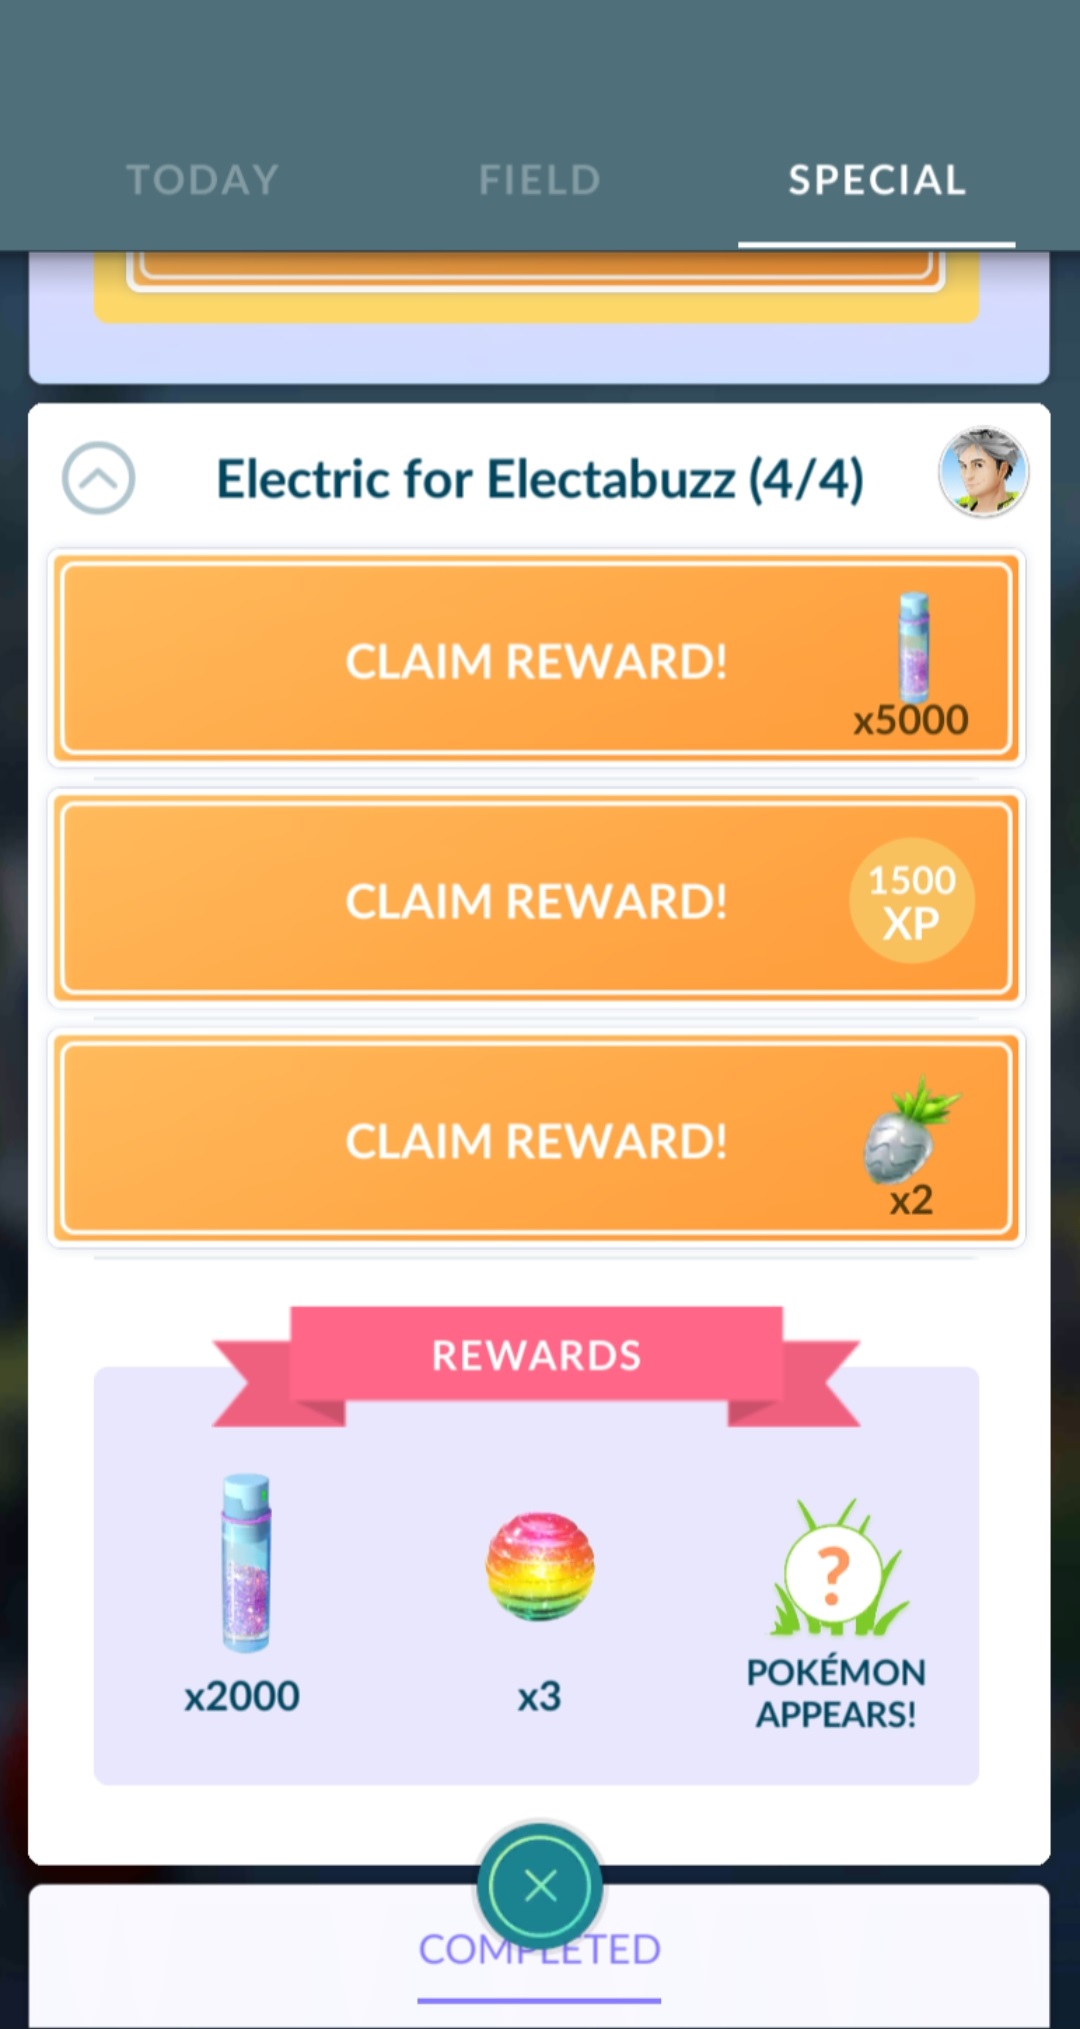 TODAY
FIELD
SPECIAL
Electric for Electabuzz (4/4)
CLAIM REWARD!
x5000
CLAIM REWARD!
1500
XP
CLAIM REWARD!
x2
REWARDS
?
x2000
x3
POKÉMON
APPEARS!
COMPLETED